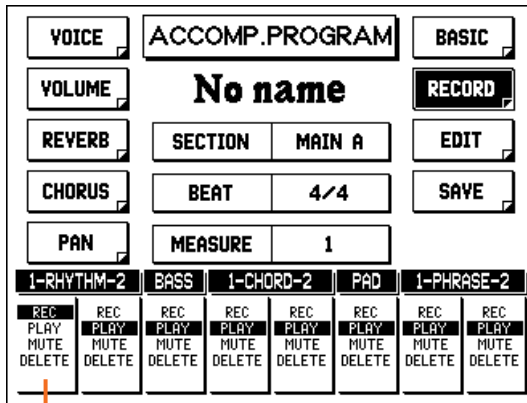 VOICE
ACCOMP.PROGRAM
BASIC
VOLUME
No name
RECORD
REVERB
SECTION
MAIN A
EDIT
CHORUS
BEAT
4/4
SAVE
PAN
MEASURE
1
1-RHYTHM-2 BASS 1-CHORD-2 PAD 1-PHRASE-2
REC REC REC REC REC REC REC REC
PLAY PLAY PLAY PLAY PLAY PLAY PLAY PLAY
MUTE MUTE MUTE MUTE MUTE MUTE MUTE MUTE
DELETE DELETE DELETE DELETE DELETE DELETE DELETE DELETE